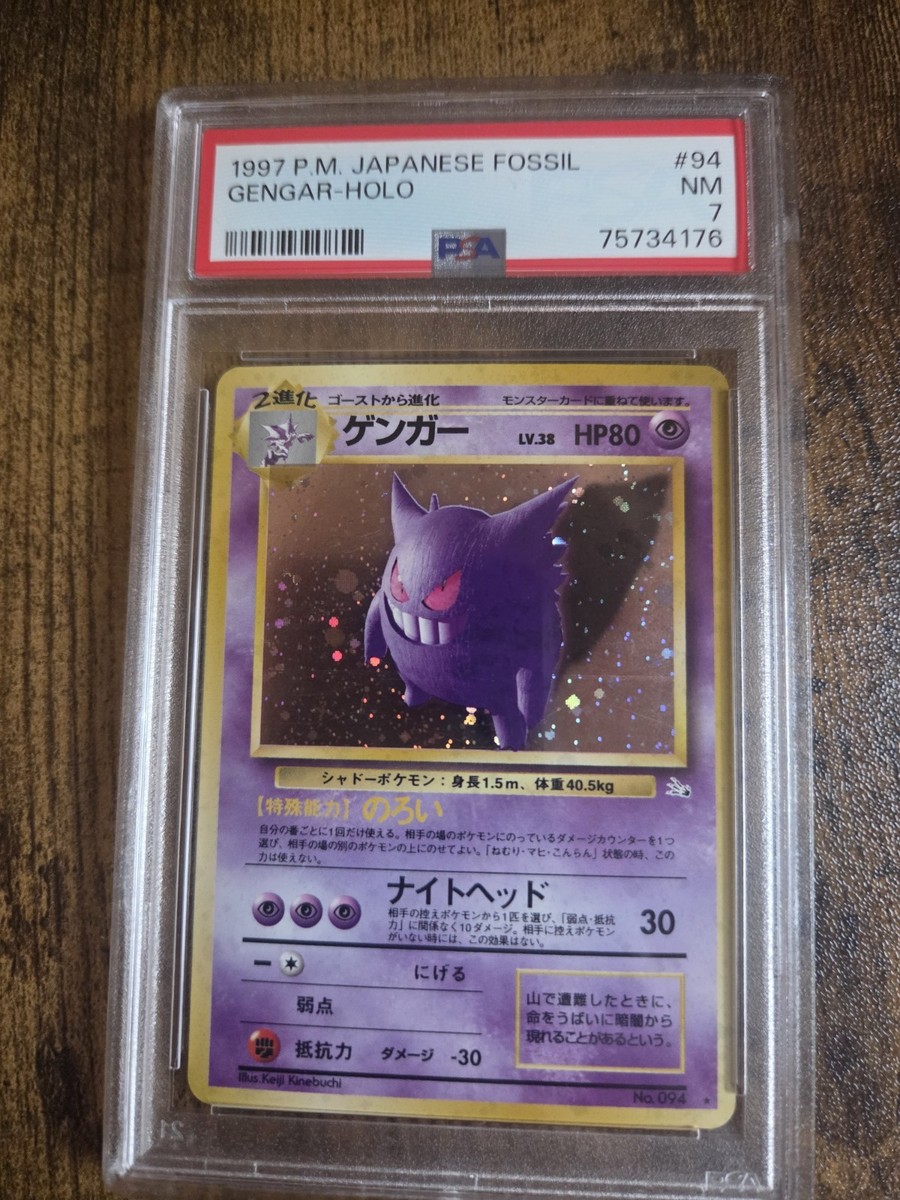 1997 P.M. JAPANESE FOSSIL #94
GENGAR-HOLO NM
7
PSA 75734176
2進化 ゴーストから進化 モンスターカードに重ねて使います。
ゲンガー LV.38 HP80
シャドーポケモン：身長1.5m、体重40.5kg
【特殊能力】のろい
自分の番ごとに1回だけ使える。相手の場のポケモンにのっているダメージカウンターを1つ
選び、相手の場の別のポケモンの上にのせてよい。「ねむり・マヒ・こんらん」状態の時、この
力は使えない。
ナイトヘッド 30
相手の控えポケモンから1匹を選び、「弱点・抵抗
力」に関係なく10ダメージ。相手に控えポケモン
がいない時には、この効果はない。
にげる
弱点
抵抗力 ダメージ -30
山で遭難したときに、
命をうばいに暗闇から
現れることがあるという。
Illus. Keiji Kinebuchi
No. 094 ★
PSA